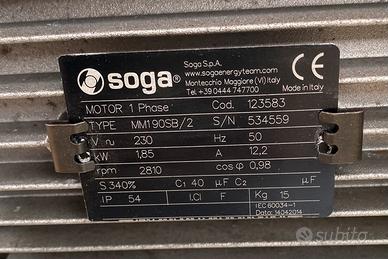 soga®
Soga S.p.A.
www.sogaenergyteam.com
Montecchio Maggiore (VI) Italy
Tel.+39 0444 747700
CE
MADE IN ITALY
MOTOR 1 Phase Cod. 123583
TYPE MM190SB/2 S/N 534559
V ~ 230 Hz 50
kW 1,85 A 12,2
rpm 2810 cos φ 0,98
S 340% C1 40 µF C2 µF
IP 54 I.Cl F Kg 15
IEC 60034-1
Data: 14042014
subito